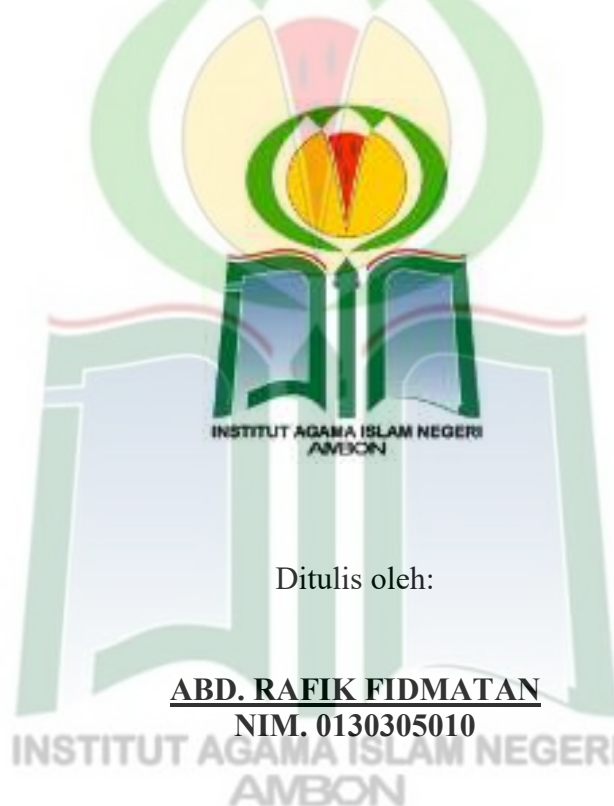 INSTITUT AGAMA ISLAM NEGERI
AMBON
Ditulis oleh:
ABD. RAFIK FIDMATAN
NIM. 0130305010
INSTITUT AGAMA ISLAM NEGERI
AMBON